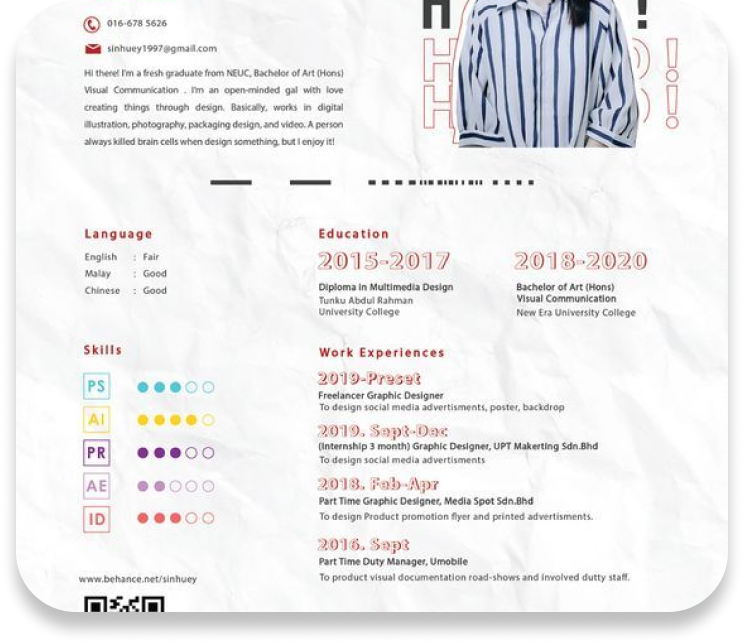 H !
HELLO!
HELLO!
016-678 5626
sinhuey1997@gmail.com
Hi there! I'm a fresh graduate from NEUC, Bachelor of Art (Hons)
Visual Communication . I'm an open-minded gal with love
creating things through design. Basically, works in digital
illustration, photography, packaging design, and video. A person
always killed brain cells when design something, but I enjoy it!
Language
English : Fair
Malay : Good
Chinese : Good
Education
2015-2017
Diploma in Multimedia Design
Tunku Abdul Rahman
University College
2018-2020
Bachelor of Art (Hons)
Visual Communication
New Era University College
Skills
PS
AI
PR
AE
ID
Work Experiences
2019-Preset
Freelancer Graphic Designer
To design social media advertisments, poster, backdrop
2019. Sept-Dec
(Internship 3 month) Graphic Designer, UPT Makerting Sdn.Bhd
To design social media advertisments
2018. Feb-Apr
Part Time Graphic Designer, Media Spot Sdn.Bhd
To design Product promotion flyer and printed advertisments.
2016. Sept
Part Time Duty Manager, Umobile
To product visual documentation road-shows and involved dutty staff.
www.behance.net/sinhuey